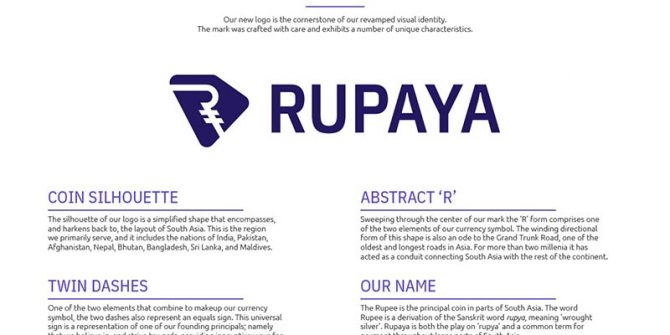 Our new logo is the cornerstone of our revamped visual identity.
The mark was crafted with care and exhibits a number of unique characteristics.
RUPAYA
COIN SILHOUETTE
The silhouette of our logo is a simplified shape that encompasses,
and harkens back to, the layout of South Asia. This is the region
we primarily serve, and it includes the nations of India, Pakistan,
Afghanistan, Nepal, Bhutan, Bangladesh, Sri Lanka, and Maldives.
ABSTRACT ‘R’
Sweeping through the center of our mark the ‘R’ form comprises one
of the two elements of our currency symbol. The winding directional
form of this shape is also an ode to the Grand Trunk Road, one of the
oldest and longest roads in Asia. For more than two millenia it has
acted as a conduit connecting South Asia with the rest of the continent.
TWIN DASHES
One of the two elements that combine to makeup our currency
symbol, the two dashes also represent an equals sign. This universal
sign is a representation of one of our founding principals; namely
OUR NAME
The Rupee is the principal coin in parts of South Asia. The word
Rupee is a derivation of the Sanskrit word rupya, meaning ‘wrought
silver’. Rupaya is both the play on ‘rupya’ and a common term for